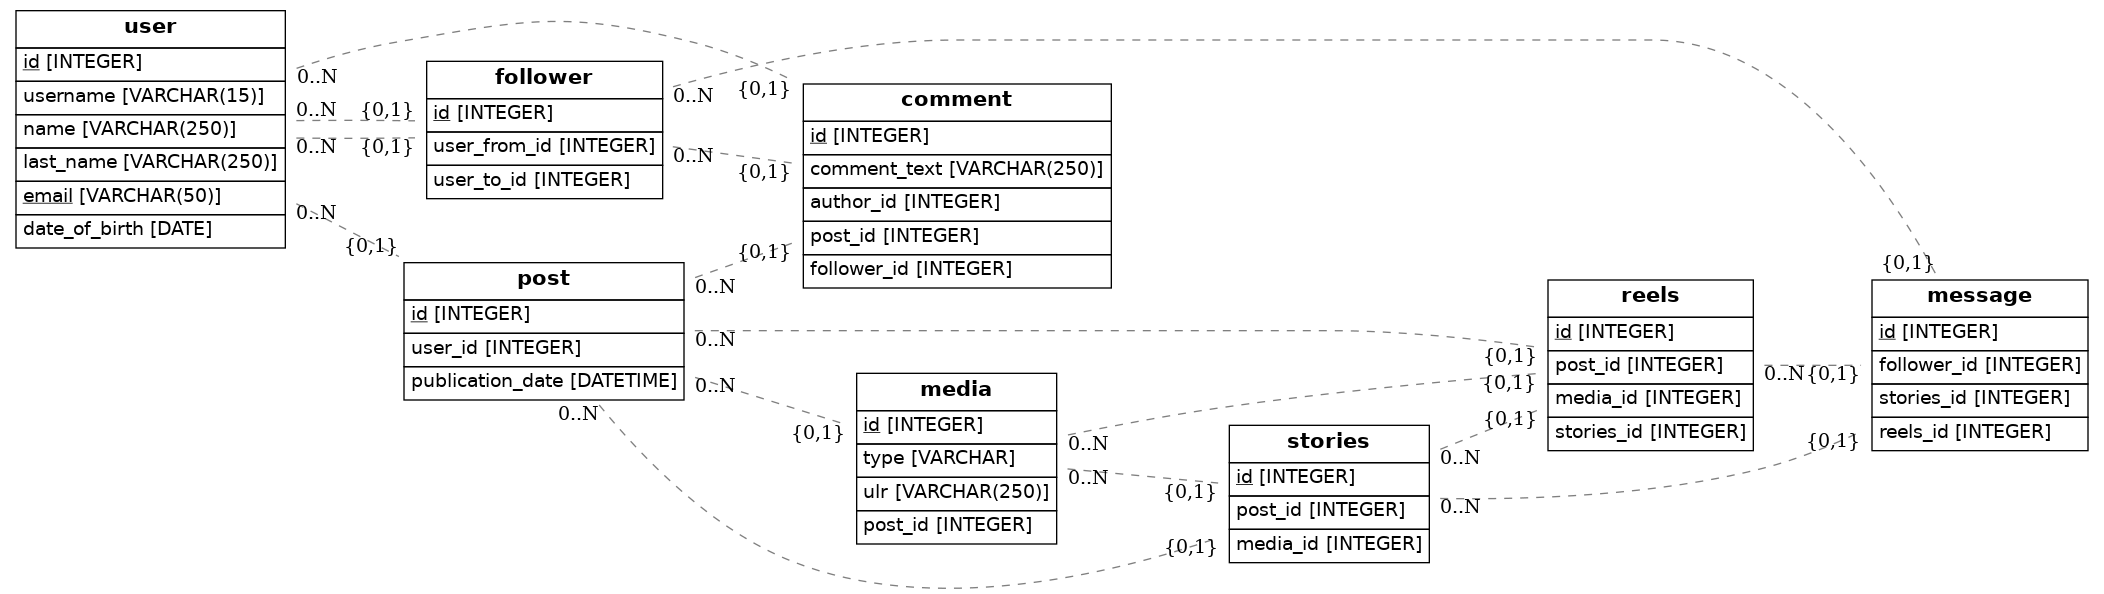 user
id [INTEGER]
username [VARCHAR(15)]
name [VARCHAR(250)]
last_name [VARCHAR(250)]
email [VARCHAR(50)]
date_of_birth [DATE]
0..N
0..N
0..N
0..N
{0,1}
{0,1}
{0,1}
follower
id [INTEGER]
user_from_id [INTEGER]
user_to_id [INTEGER]
0..N
0..N
{0,1}
{0,1}
{0,1}
comment
id [INTEGER]
comment_text [VARCHAR(250)]
author_id [INTEGER]
post_id [INTEGER]
follower_id [INTEGER]
post
id [INTEGER]
user_id [INTEGER]
publication_date [DATETIME]
0..N
0..N
0..N
0..N
{0,1}
media
id [INTEGER]
type [VARCHAR]
ulr [VARCHAR(250)]
post_id [INTEGER]
0..N
0..N
{0,1}
{0,1}
stories
id [INTEGER]
post_id [INTEGER]
media_id [INTEGER]
0..N
0..N
{0,1}
{0,1}
{0,1}
reels
id [INTEGER]
post_id [INTEGER]
media_id [INTEGER]
stories_id [INTEGER]
0..N
{0,1}
{0,1}
{0,1}
message
id [INTEGER]
follower_id [INTEGER]
stories_id [INTEGER]
reels_id [INTEGER]